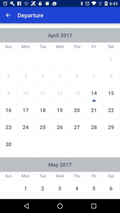 6:43
Departure
April 2017
Sun Mon Tue Wed Thu Fri Sat
1
2 3 4 5 6 7 8
9 10 11 12 13 14 15
16 17 18 19 20 21 22
23 24 25 26 27 28 29
30
May 2017
Sun Mon Tue Wed Thu Fri Sat
1 2 3 4 5 6